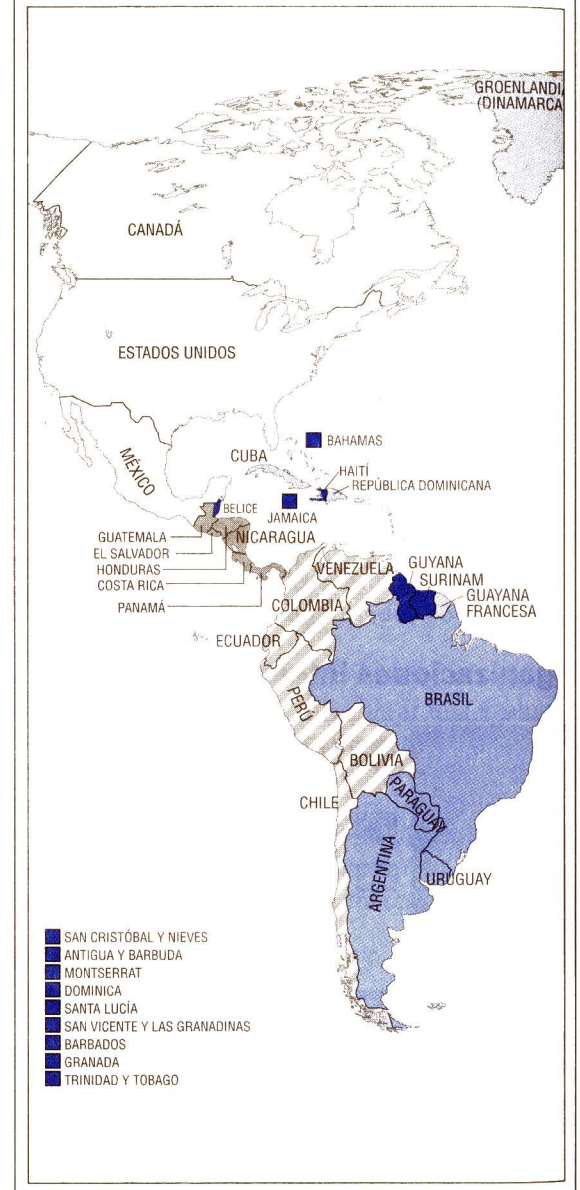 GROENLANDI
(DINAMARCA
CANADÁ
ESTADOS UNIDOS
MÉXICO
CUBA
BAHAMAS
HAITÍ
REPÚBLICA DOMINICANA
BELICE
JAMAICA
GUATEMALA
NICARAGUA
EL SALVADOR
HONDURAS
COSTA RICA
PANAMÁ
VENEZUELA
GUYANA
SURINAM
GUAYANA
FRANCESA
COLOMBIA
ECUADOR
PERÚ
BRASIL
BOLIVIA
PARAGUAY
CHILE
ARGENTINA
URUGUAY
SAN CRISTÓBAL Y NIEVES
ANTIGUA Y BARBUDA
MONTSERRAT
DOMINICA
SANTA LUCÍA
SAN VICENTE Y LAS GRANADINAS
BARBADOS
GRANADA
TRINIDAD Y TOBAGO